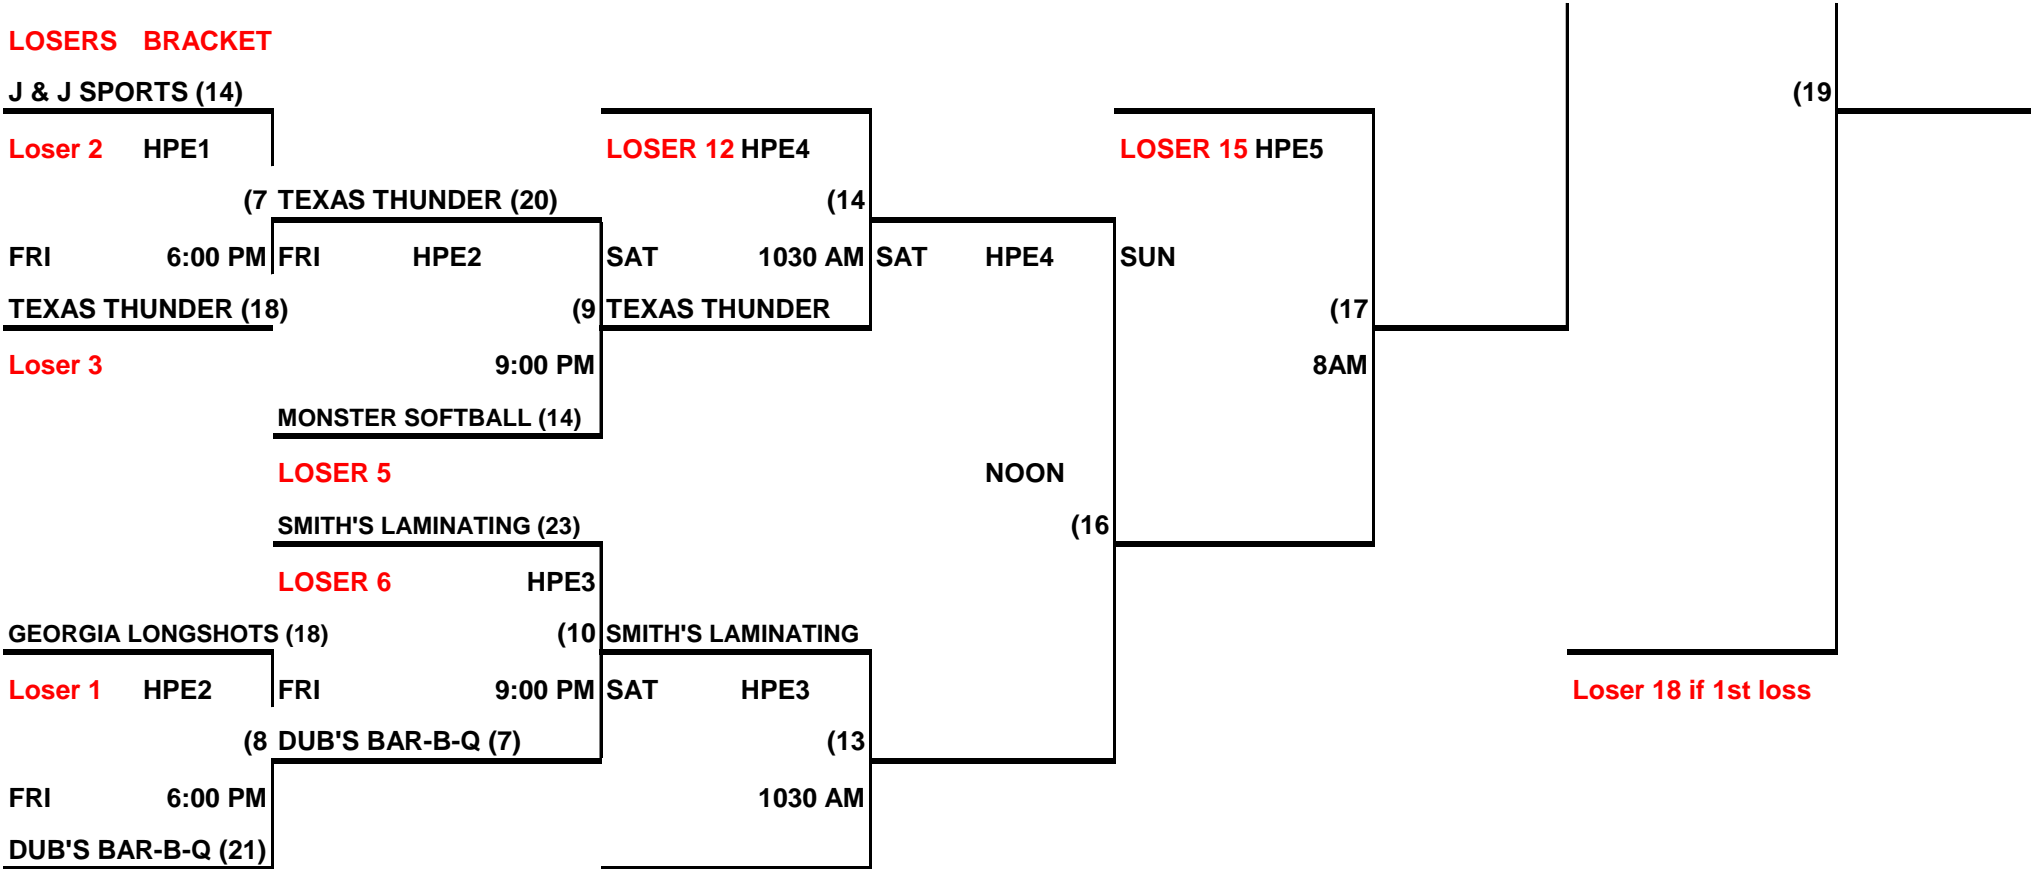 LOSERS BRACKET
J & J SPORTS (14) (19
Loser 2 HPE1 LOSER 12 HPE4 LOSER 15 HPE5
(7 TEXAS THUNDER (20) (14
FRI 6:00 PM FRI HPE2 SAT 1030 AM SAT HPE4 SUN
TEXAS THUNDER (18) (9 TEXAS THUNDER (17
Loser 3 9:00 PM 8AM
MONSTER SOFTBALL (14)
LOSER 5 NOON
SMITH'S LAMINATING (23) (16
LOSER 6 HPE3
GEORGIA LONGSHOTS (18) (10 SMITH'S LAMINATING
Loser 1 HPE2 FRI 9:00 PM SAT HPE3 Loser 18 if 1st loss
(8 DUB'S BAR-B-Q (7) (13
FRI 6:00 PM 1030 AM
DUB'S BAR-B-Q (21)